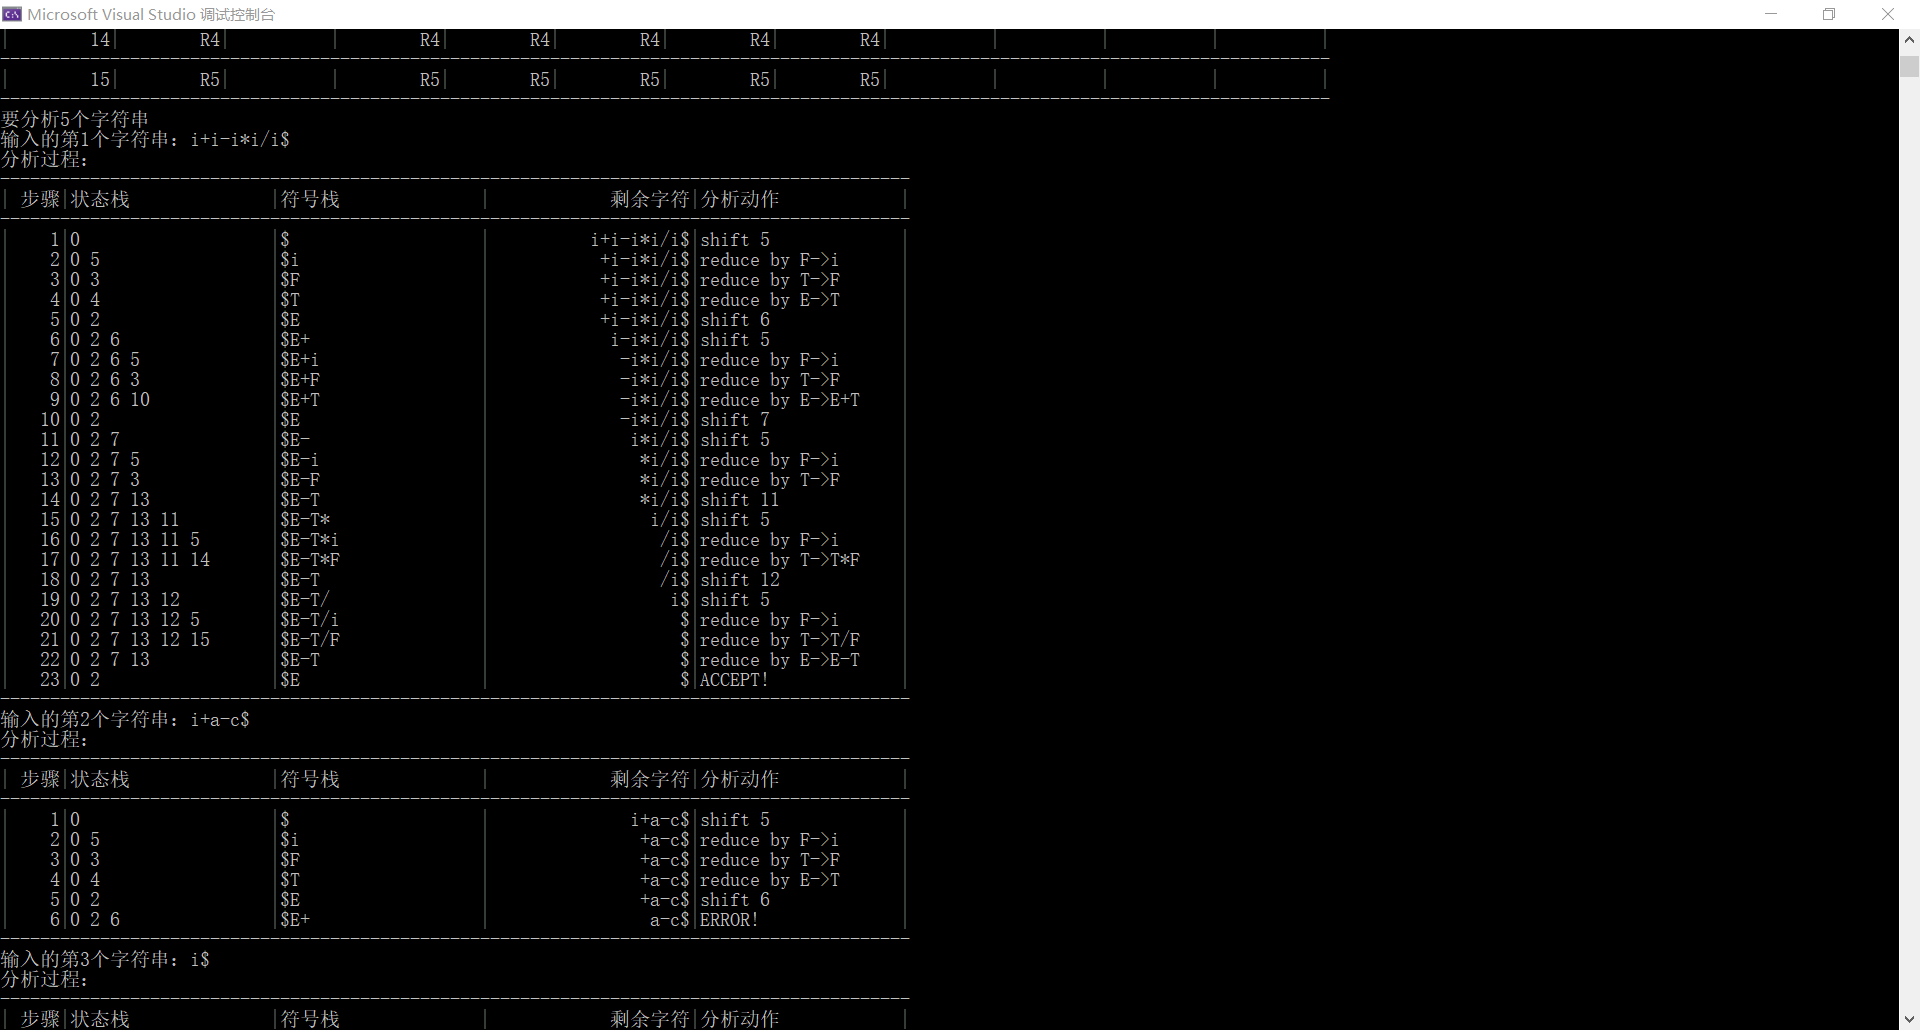 Microsoft Visual Studio 调试控制台
| 14| R4| | R4| R4| R4| R4| R4| | | | |
| 15| R5| | R5| R5| R5| R5| R5| | | | |
要分析5个字符串
输入的第1个字符串: i+i-i*i/i$
分析过程:
| 步骤|状态栈 |符号栈 | 剩余字符|分析动作 |
| 1|0 |$ | i+i-i*i/i$|shift 5 |
| 2|0 5 |$i | +i-i*i/i$|reduce by F->i |
| 3|0 3 |$F | +i-i*i/i$|reduce by T->F |
| 4|0 4 |$T | +i-i*i/i$|reduce by E->T |
| 5|0 2 |$E | +i-i*i/i$|shift 6 |
| 6|0 2 6 |$E+ | i-i*i/i$|shift 5 |
| 7|0 2 6 5 |$E+i | -i*i/i$|reduce by F->i |
| 8|0 2 6 3 |$E+F | -i*i/i$|reduce by T->F |
| 9|0 2 6 10 |$E+T | -i*i/i$|reduce by E->E+T |
| 10|0 2 |$E | -i*i/i$|shift 7 |
| 11|0 2 7 |$E- | i*i/i$|shift 5 |
| 12|0 2 7 5 |$E-i | *i/i$|reduce by F->i |
| 13|0 2 7 3 |$E-F | *i/i$|reduce by T->F |
| 14|0 2 7 13 |$E-T | *i/i$|shift 11 |
| 15|0 2 7 13 11 |$E-T* | i/i$|shift 5 |
| 16|0 2 7 13 11 5 |$E-T*i | /i$|reduce by F->i |
| 17|0 2 7 13 11 14 |$E-T*F | /i$|reduce by T->T*F |
| 18|0 2 7 13 |$E-T | /i$|shift 12 |
| 19|0 2 7 13 12 |$E-T/ | i$|shift 5 |
| 20|0 2 7 13 12 5 |$E-T/i | $|reduce by F->i |
| 21|0 2 7 13 12 15 |$E-T/F | $|reduce by T->T/F |
| 22|0 2 7 13 |$E-T | $|reduce by E->E-T |
| 23|0 2 |$E | $|ACCEPT! |
输入的第2个字符串: i+a-c$
分析过程:
| 步骤|状态栈 |符号栈 | 剩余字符|分析动作 |
| 1|0 |$ | i+a-c$|shift 5 |
| 2|0 5 |$i | +a-c$|reduce by F->i |
| 3|0 3 |$F | +a-c$|reduce by T->F |
| 4|0 4 |$T | +a-c$|reduce by E->T |
| 5|0 2 |$E | +a-c$|shift 6 |
| 6|0 2 6 |$E+ | a-c$|ERROR! |
输入的第3个字符串: i$
分析过程:
| 步骤|状态栈 |符号栈 | 剩余字符|分析动作 |